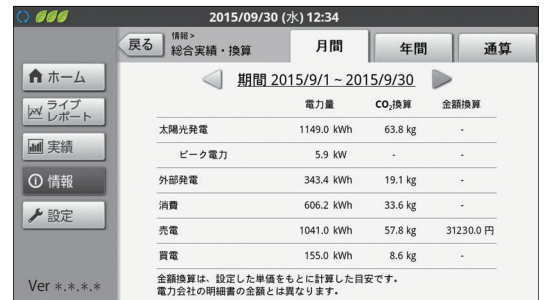 2015/09/30 (水) 12:34
戻る
情報 >
総合実績・換算
月間
年間
通算
ホーム
ライブ
レポート
実績
情報
設定
Ver *.*.*.*
期間 2015/9/1 ~ 2015/9/30
電力量 CO₂換算 金額換算
太陽光発電 1149.0 kWh 63.8 kg -
ピーク電力 5.9 kW - -
外部発電 343.4 kWh 19.1 kg -
消費 606.2 kWh 33.6 kg -
売電 1041.0 kWh 57.8 kg 31230.0 円
買電 155.0 kWh 8.6 kg -
金額換算は、設定した単価をもとに計算した目安です。
電力会社の明細書の金額とは異なります。